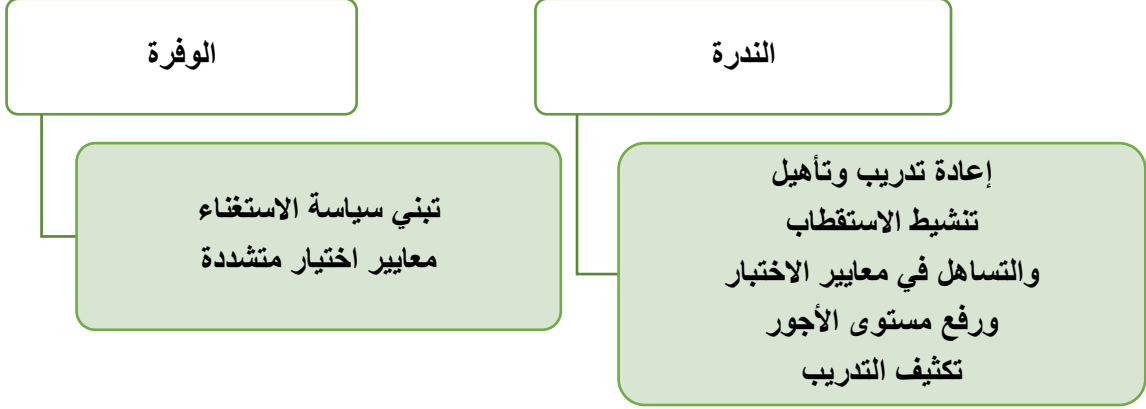 الندرة
إعادة تدريب وتأهيل
تنشيط الاستقطاب
والتساهل في معايير الاختبار
ورفع مستوى الأجور
تكثيف التدريب
الوفرة
تبني سياسة الاستغناء
معايير اختيار متشددة